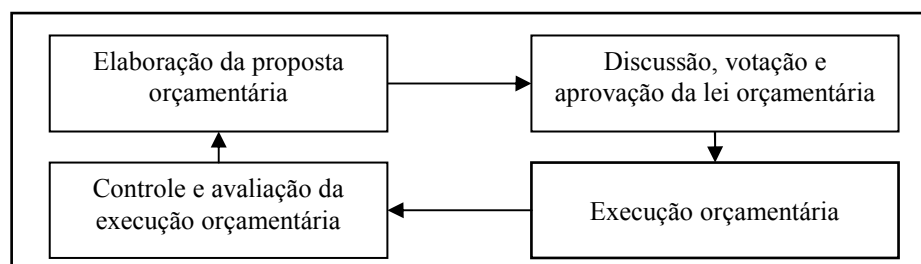 Elaboração da proposta
orçamentária
Discussão, votação e
aprovação da lei orçamentária
Controle e avaliação da
execução orçamentária
Execução orçamentária